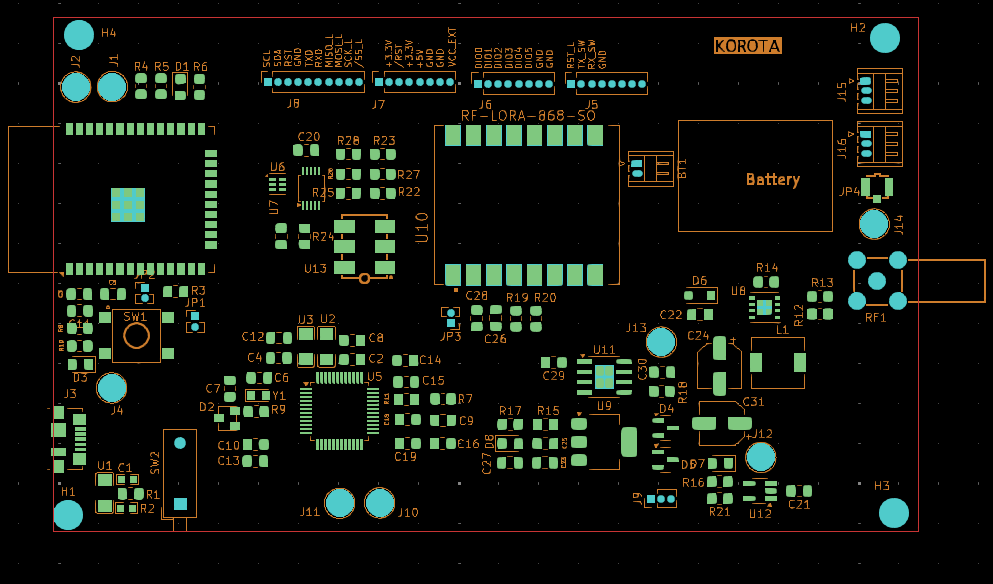 H4
KOROTA
H2
J2
J1
R4
R5
D1
R6
SCL
SDA
RST
GND
TXD
RXD
MISO_L
MOSI_L
SCK_L
/SS_L
+3.3V
/RST
+3.3V
+5V
GND
GND
VCC_EXT
DIO1
DIO2
DIO3
DIO4
DIO5
GND
GND
RST_L
TX_SW
RX_SW
GND
J7
J6
J5
J15
RF-LORA-868-SO
C20
R28
R23
J16
U6
R27
BT1
Battery
R25
R22
JP4
U7
U10
J14
R24
U13
JP2
R14
D6
R3
U8
R13
JP1
C28
R19
R20
SW1
C22
R12
RF1
U3
U2
J13
L1
C12
C8
JP3
C26
C24
C4
C2
C14
U11
D3
C6
U5
C15
C29
C30
C7
Y1
R18
J3
J4
D2
R9
R7
U9
C31
R17
R15
D4
C9
C10
C16
D8
J12
C13
C19
C27
SW2
U1
C1
D7
R16
H1
R1
J9
H3
R2
J11
J10
R21
U12
C21